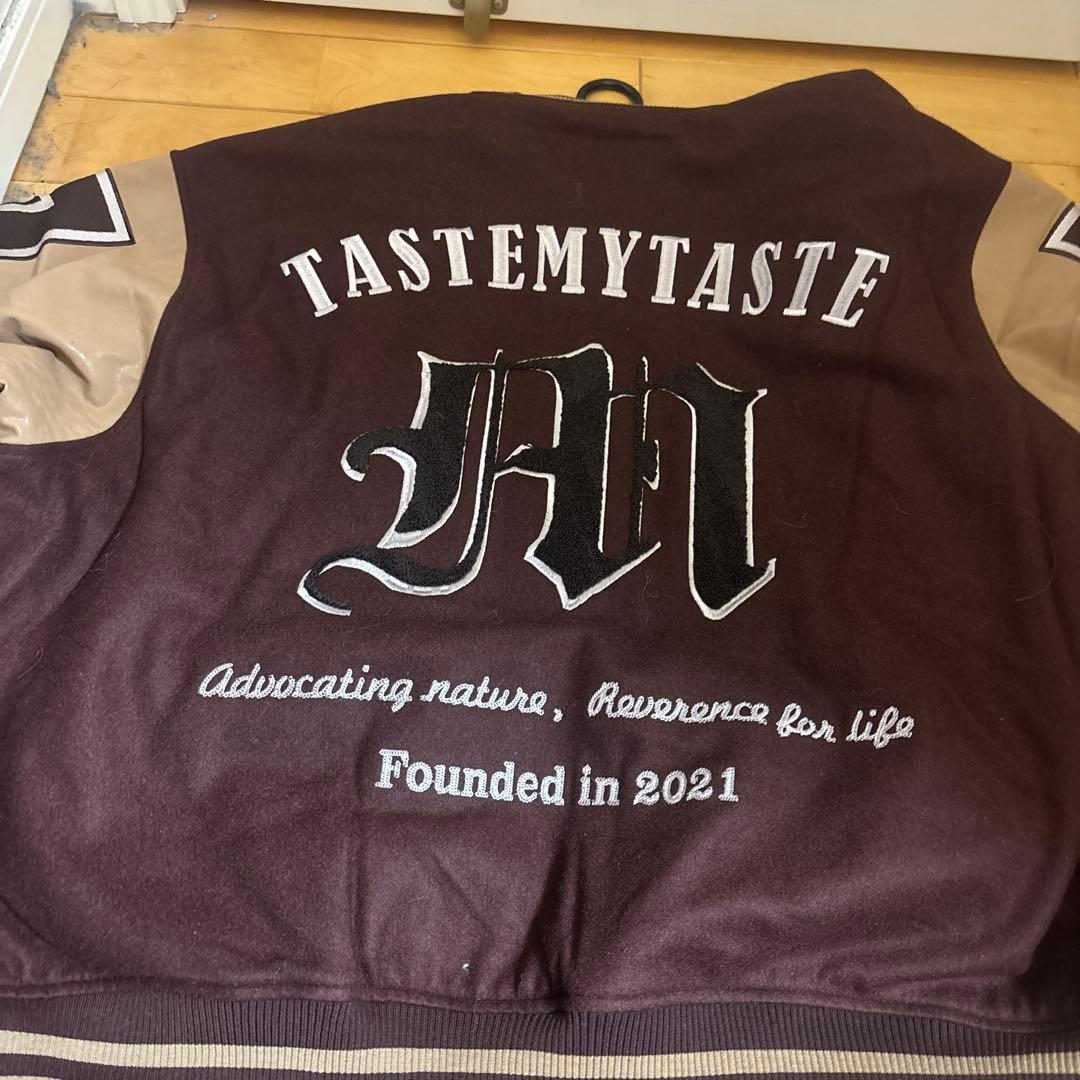 TASTEMYTASTE
M
Advocating nature, Reverence for life
Founded in 2021